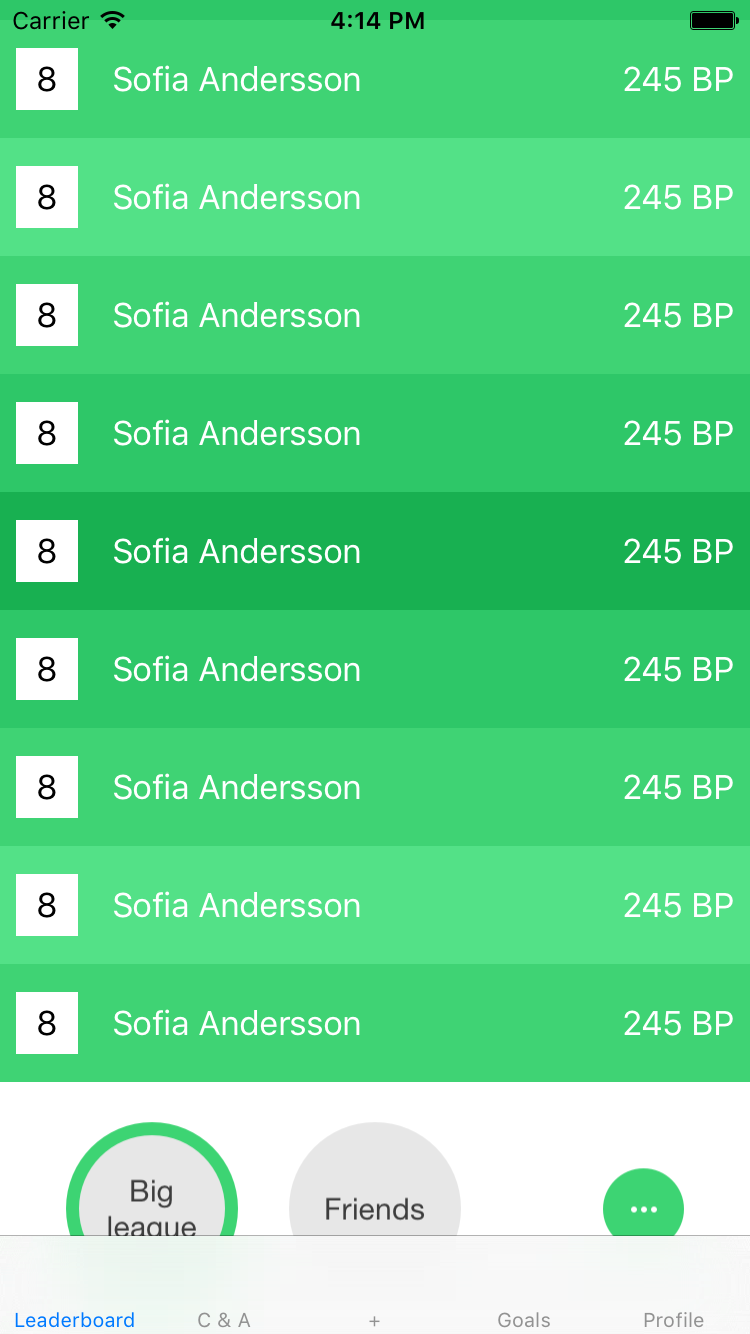 Carrier 4:14 PM
8 Sofia Andersson 245 BP
8 Sofia Andersson 245 BP
8 Sofia Andersson 245 BP
8 Sofia Andersson 245 BP
8 Sofia Andersson 245 BP
8 Sofia Andersson 245 BP
8 Sofia Andersson 245 BP
8 Sofia Andersson 245 BP
8 Sofia Andersson 245 BP
Big
league
Friends
...
Leaderboard C & A + Goals Profile